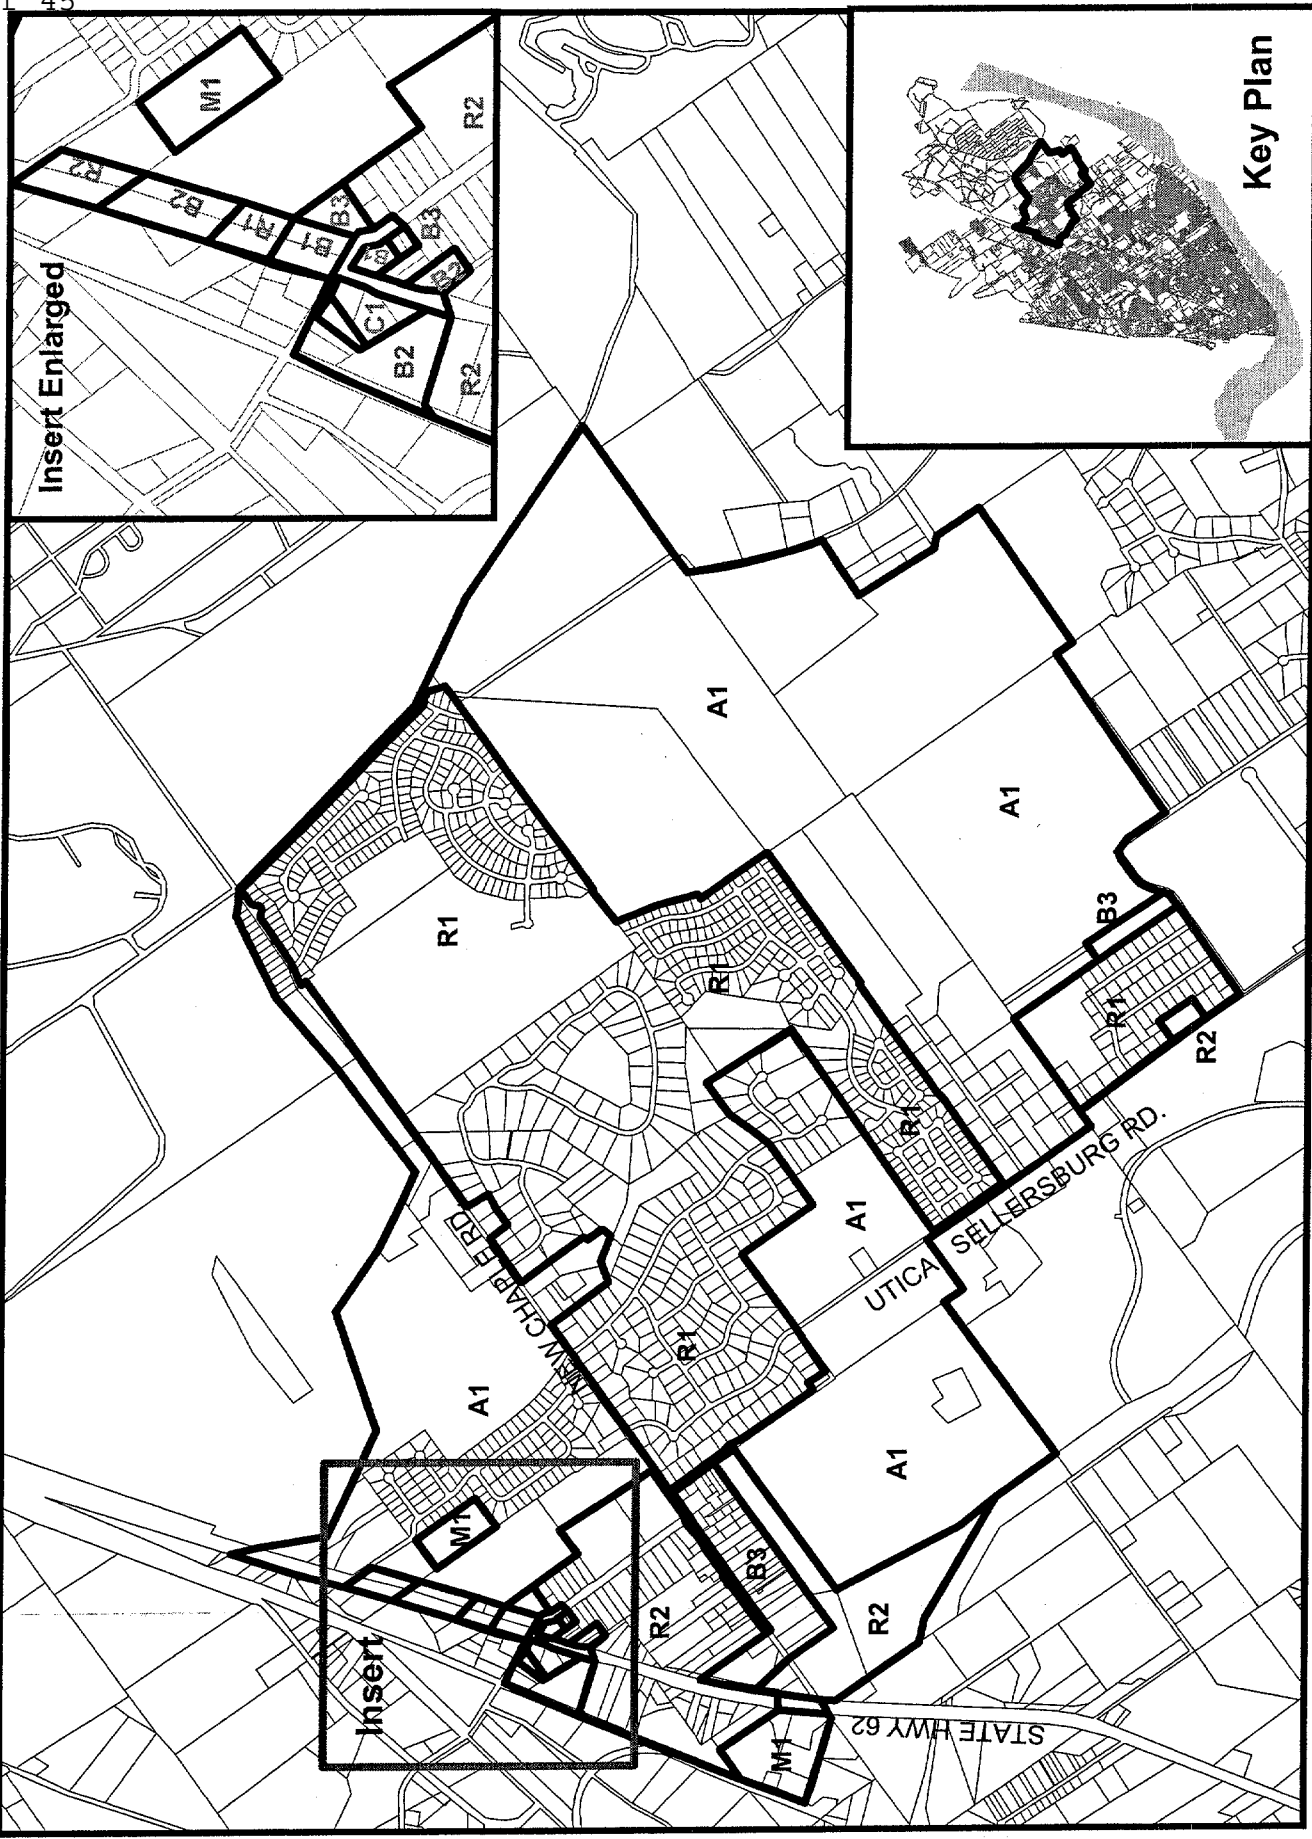 Insert Enlarged
M1
R2
B2
R1
B1
B3
B1
B3
B2
C1
B2
R2
R2
Key Plan
A1
A1
R1
R1
B3
R1
R2
R1
A1
UTICA SELLERSBURG RD.
NEW CHAPEL RD
R1
A1
A1
M1
Insert
R2
B3
R2
M1
STATE HWY 62